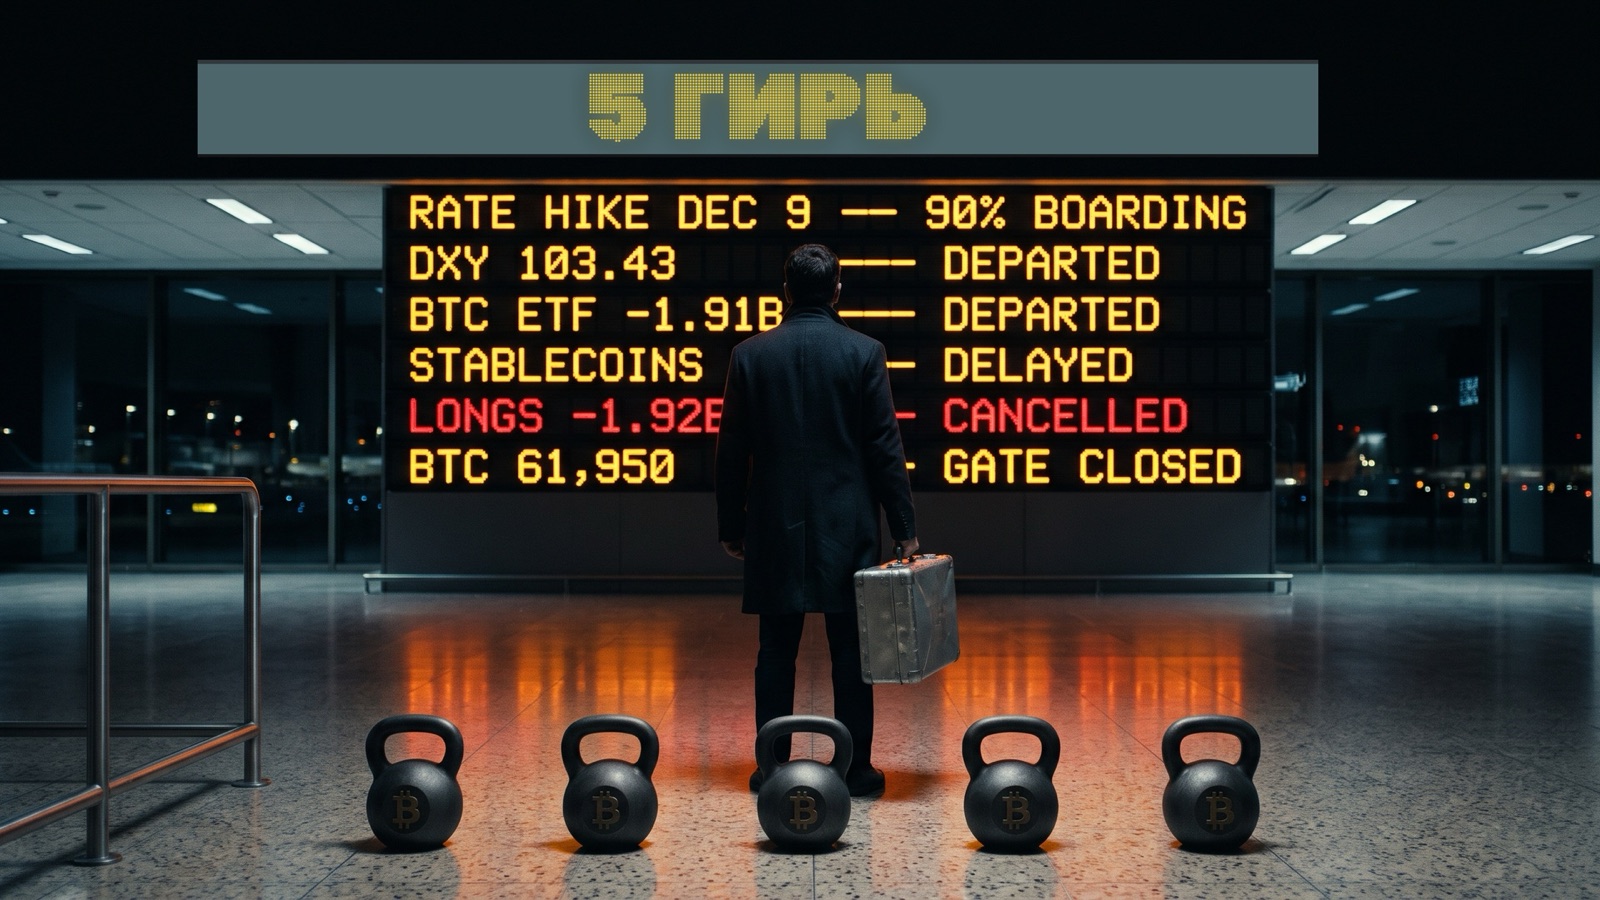 5 ГИРЬ
RATE HIKE DEC 9 –– 90% BOARDING
DXY 103.43 ––– DEPARTED
BTC ETF -1.91B ––– DEPARTED
STABLECOINS – DELAYED
LONGS -1.92B – CANCELLED
BTC 61,950 - GATE CLOSED